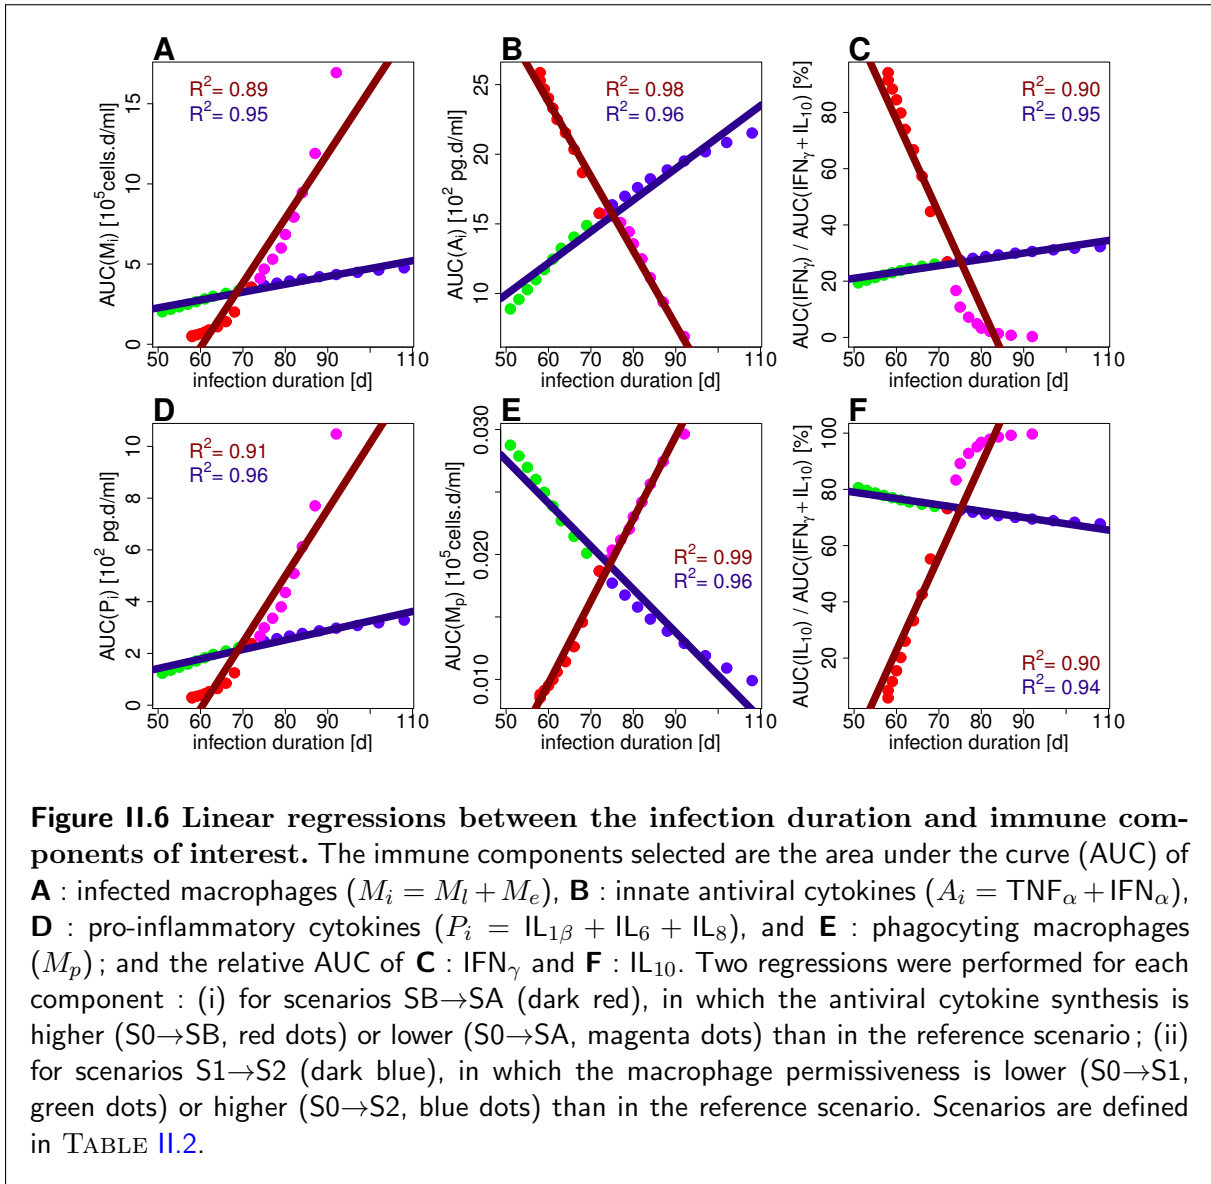 A
R²= 0.89
R²= 0.95
AUC(Mᵢ) [10⁵cells.d/ml]
15
10
5
0
50 60 70 80 90 110
infection duration [d]
B
R²= 0.98
R²= 0.96
AUC(Aᵢ) [10² pg.d/ml]
25
20
15
10
50 60 70 80 90 110
infection duration [d]
C
R²= 0.90
R²= 0.95
AUC(IFNᵧ) / AUC(IFNᵧ + IL₁₀) [%]
80
60
40
20
0
50 60 70 80 90 110
infection duration [d]
D
R²= 0.91
R²= 0.96
AUC(Pᵢ) [10² pg.d/ml]
10
8
6
4
2
0
50 60 70 80 90 110
infection duration [d]
E
R²= 0.99
R²= 0.96
AUC(Mₚ) [10⁵cells.d/ml]
0.030
0.020
0.010
50 60 70 80 90 110
infection duration [d]
F
R²= 0.90
R²= 0.94
AUC(IL₁₀) / AUC(IFNᵧ + IL₁₀) [%]
100
80
60
40
20
50 60 70 80 90 110
infection duration [d]
Figure II.6 Linear regressions between the infection duration and immune com-
ponents of interest. The immune components selected are the area under the curve (AUC) of
A : infected macrophages (Mᵢ = Mₗ + Mₑ), B : innate antiviral cytokines (Aᵢ = TNFα + IFNα),
D : pro-inflammatory cytokines (Pᵢ = IL₁β + IL₆ + IL₈), and E : phagocyting macrophages
(Mₚ) ; and the relative AUC of C : IFNᵧ and F : IL₁₀. Two regressions were performed for each
component : (i) for scenarios SB→SA (dark red), in which the antiviral cytokine synthesis is
higher (S0→SB, red dots) or lower (S0→SA, magenta dots) than in the reference scenario ; (ii)
for scenarios S1→S2 (dark blue), in which the macrophage permissiveness is lower (S0→S1,
green dots) or higher (S0→S2, blue dots) than in the reference scenario. Scenarios are defined
in TABLE II.2.